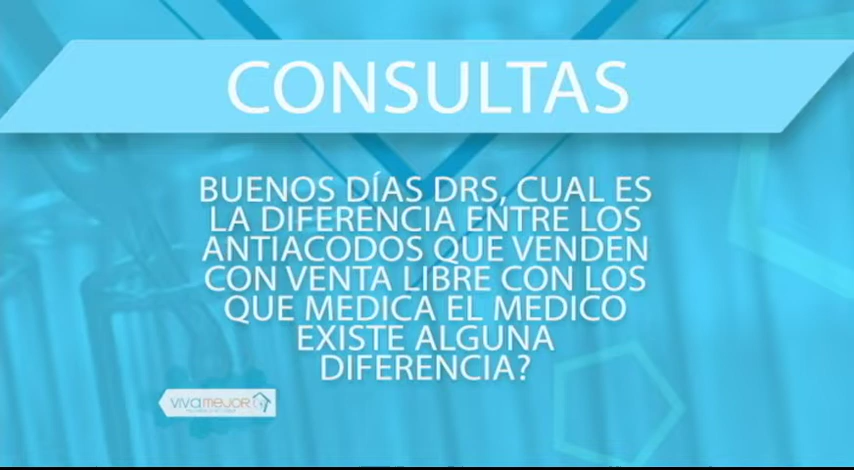 CONSULTAS
BUENOS DÍAS DRS, CUAL ES
LA DIFERENCIA ENTRE LOS
ANTIACODOS QUE VENDEN
CON VENTA LIBRE CON LOS
QUE MEDICA EL MEDICO
EXISTE ALGUNA
DIFERENCIA?
vivamejor